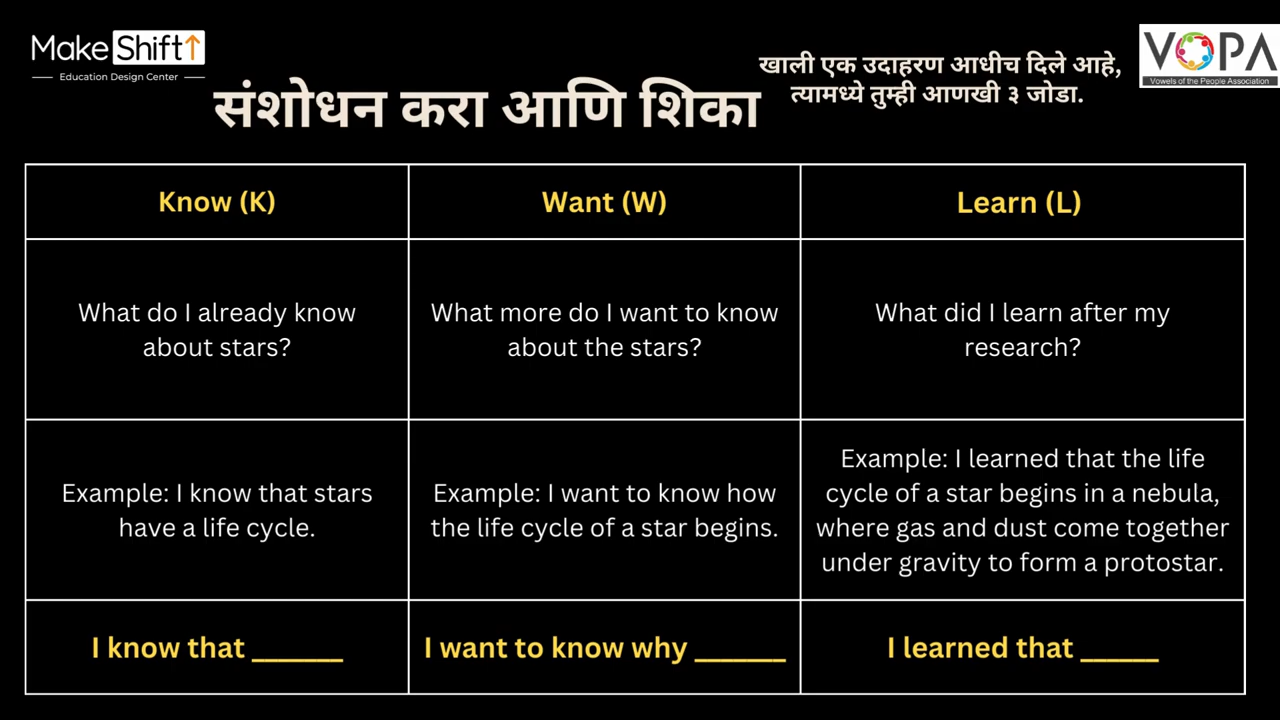 Make Shift↑
Education Design Center
खाली एक उदाहरण आधीच दिले आहे,
त्यामध्ये तुम्ही आणखी ३ जोडा.
VOPA
Vowels of the People Association
संशोधन करा आणि शिका
Know (K)
Want (W)
Learn (L)
What do I already know
about stars?
What more do I want to know
about the stars?
What did I learn after my
research?
Example: I know that stars
have a life cycle.
Example: I want to know how
the life cycle of a star begins.
Example: I learned that the life
cycle of a star begins in a nebula,
where gas and dust come together
under gravity to form a protostar.
I know that _______
I want to know why _______
I learned that ______